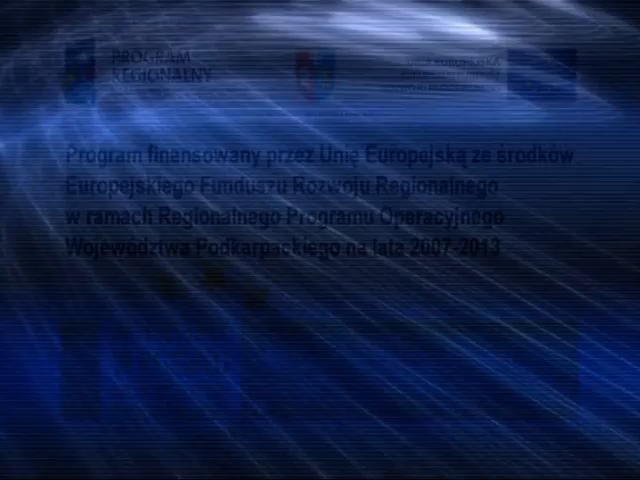 PROGRAM
REGIONALNY
Program finansowany przez Unię Europejską ze środków
Europejskiego Funduszu Rozwoju Regionalnego
w ramach Regionalnego Programu Operacyjnego
Województwa Podkarpackiego na lata 2007-2013